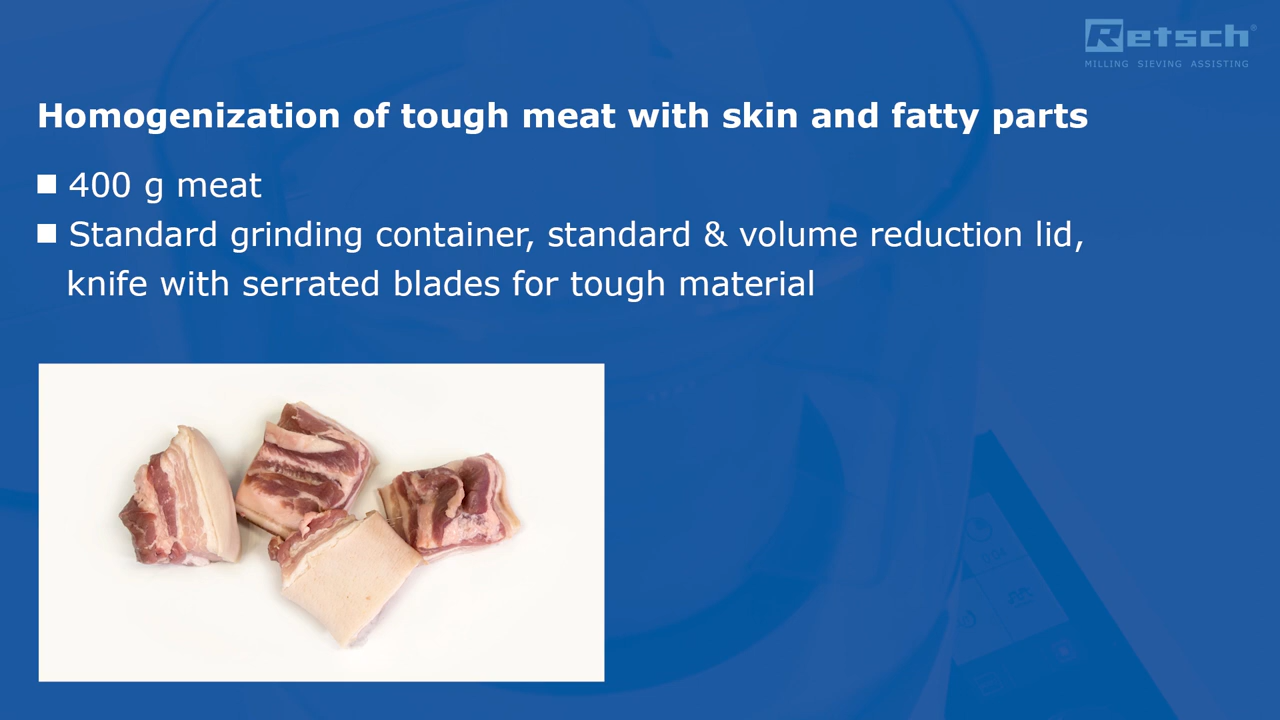 Retsch®
MILLING SIEVING ASSISTING
Homogenization of tough meat with skin and fatty parts
400 g meat
Standard grinding container, standard & volume reduction lid,
knife with serrated blades for tough material